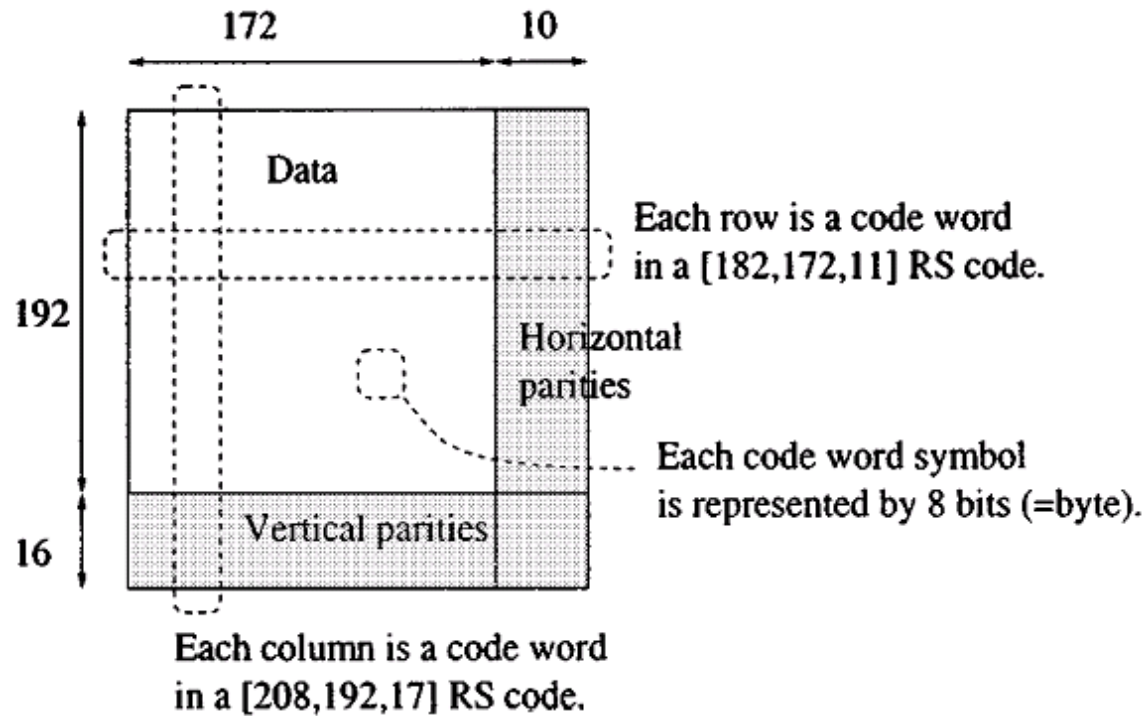 172
10
Data
Each row is a code word
in a [182,172,11] RS code.
192
Horizontal
parities
Each code word symbol
is represented by 8 bits (=byte).
Vertical parities
16
Each column is a code word
in a [208,192,17] RS code.